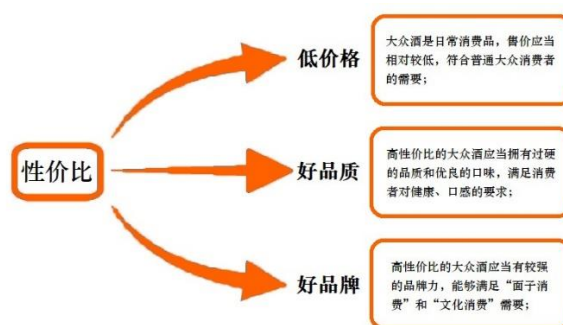 性价比
低价格
大众酒是日常消费品，售价应当
相对较低，符合普通大众消费者
的需要；
好品质
高性价比的大众酒应当拥有过硬
的品质和优良的口味，满足消费
者对健康、口感的要求；
好品牌
高性价比的大众酒应当有较强
的品牌力，能够满足“面子消
费”和“文化消费”需要；